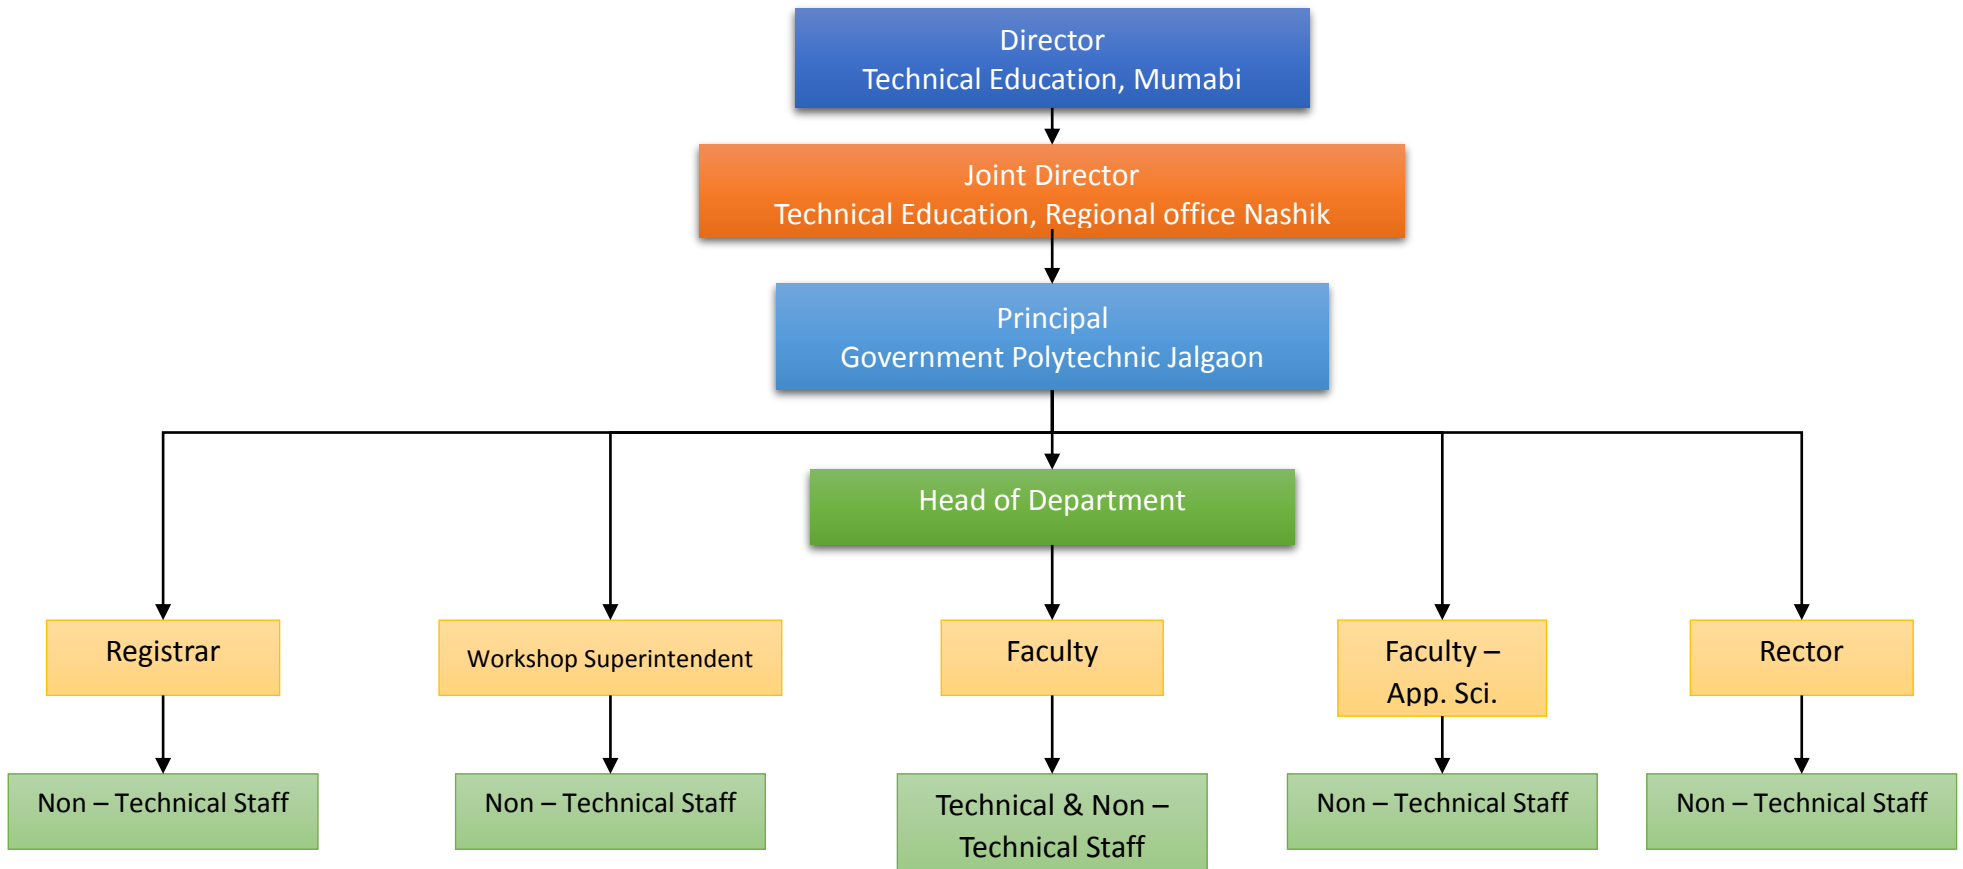 Director
Technical Education, Mumabi
Joint Director
Technical Education, Regional office Nashik
Principal
Government Polytechnic Jalgaon
Head of Department
Registrar
Workshop Superintendent
Faculty
Faculty –
App. Sci.
Rector
Non – Technical Staff
Non – Technical Staff
Technical & Non –
Technical Staff
Non – Technical Staff
Non – Technical Staff